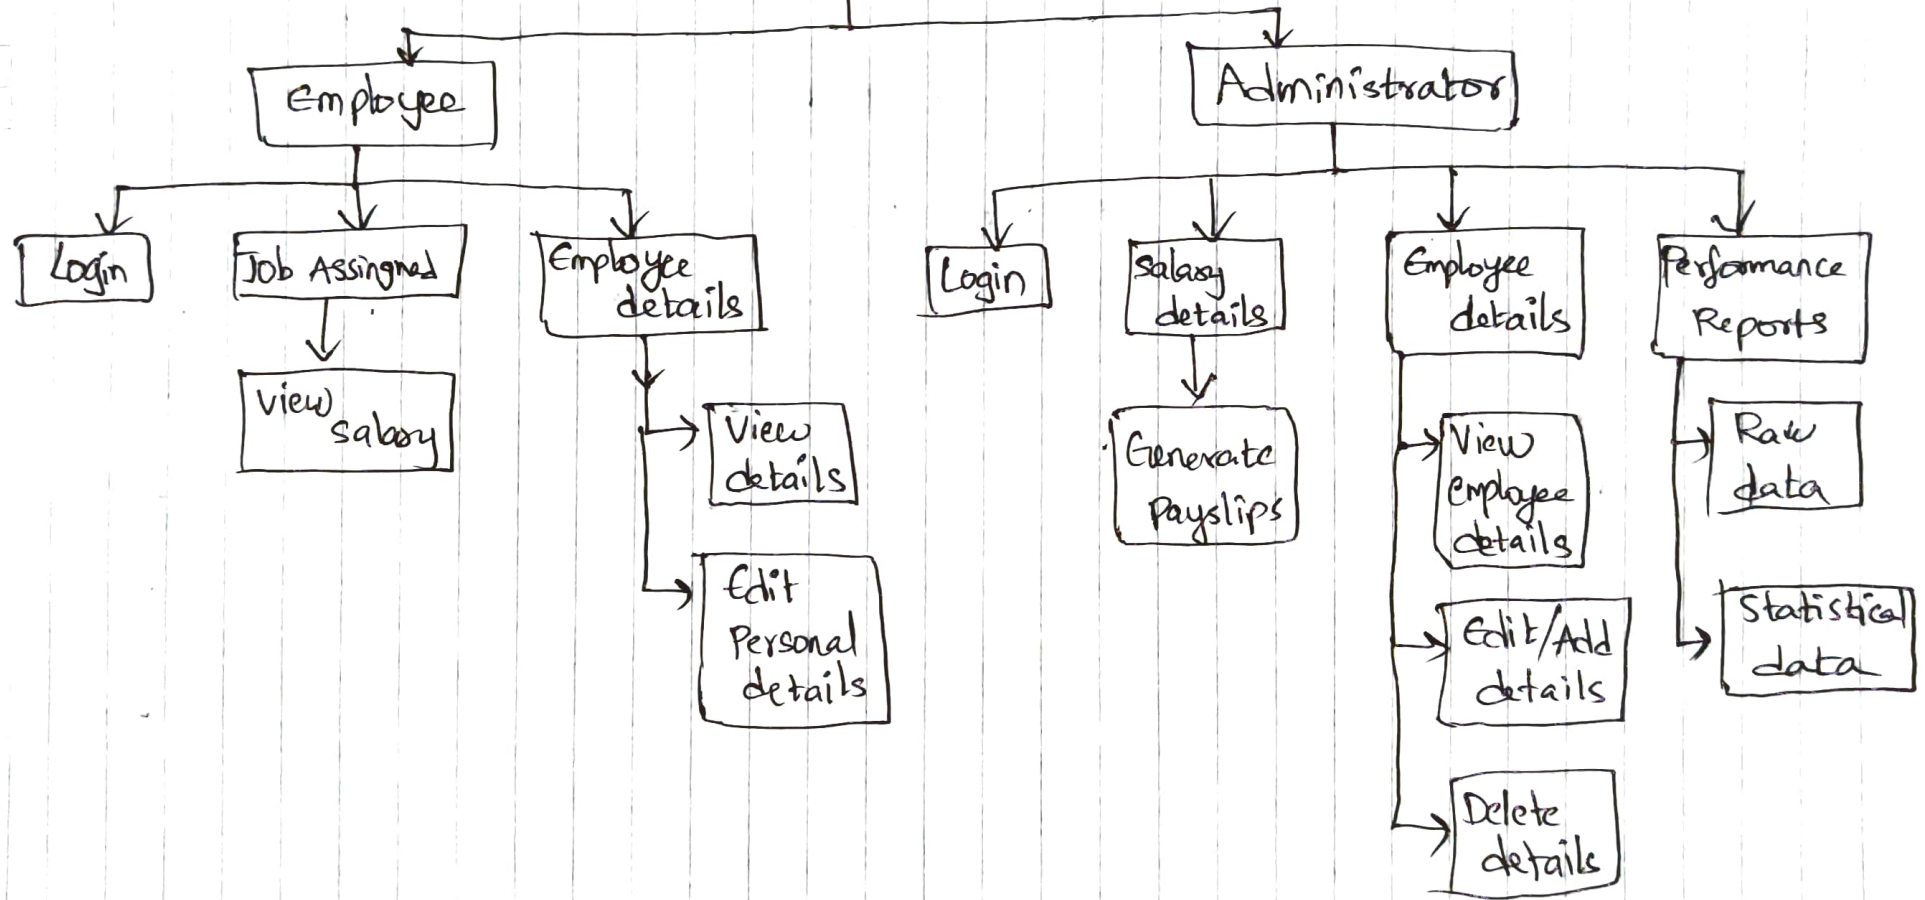 Employee
Administrator
Login
Job Assingned
Employee
details
Login
Salary
details
Employee
details
Performance
Reports
View
Salary
View
details
Edit
Personal
details
Generate
Payslips
View
employee
details
Edit/Add
details
Delete
details
Raw
data
Statistical
data